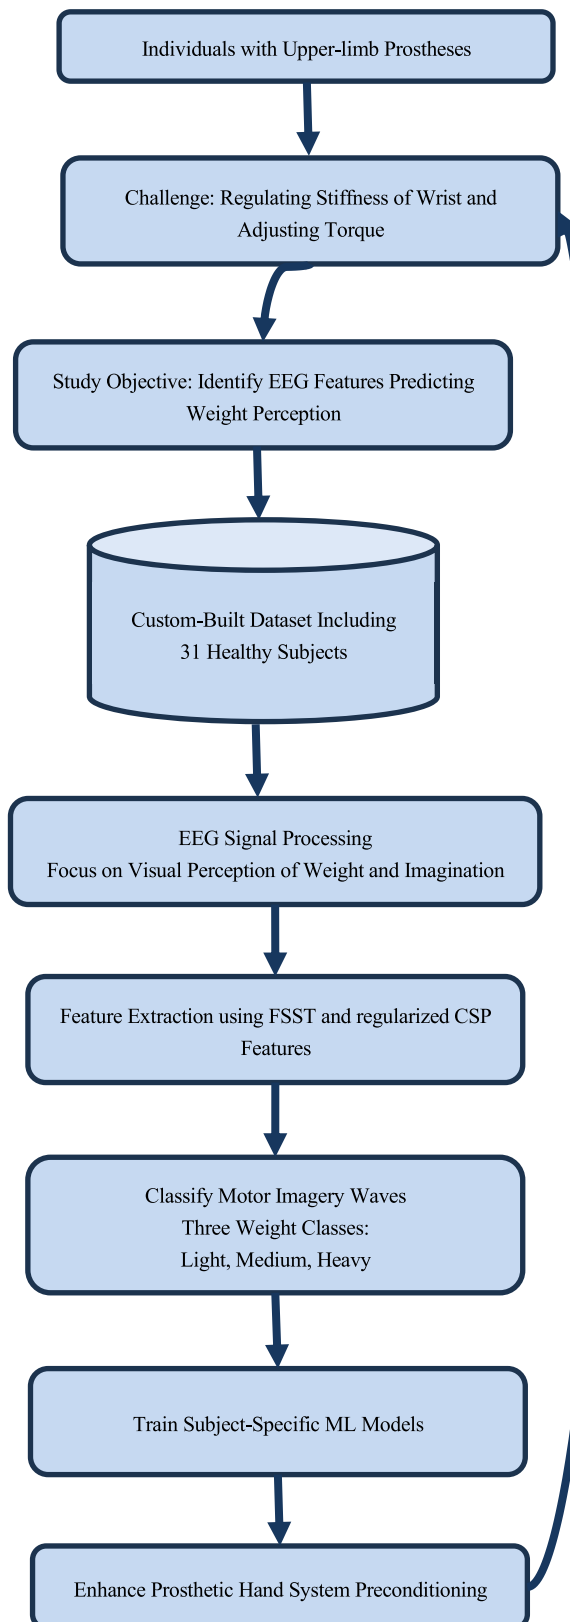 Individuals with Upper-limb Prostheses
Challenge: Regulating Stiffness of Wrist and
Adjusting Torque
Study Objective: Identify EEG Features Predicting
Weight Perception
Custom-Built Dataset Including
31 Healthy Subjects
EEG Signal Processing
Focus on Visual Perception of Weight and Imagination
Feature Extraction using FSST and regularized CSP
Features
Classify Motor Imagery Waves
Three Weight Classes:
Light, Medium, Heavy
Train Subject-Specific ML Models
Enhance Prosthetic Hand System Preconditioning